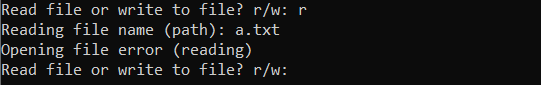 Read file or write to file? r/w: r
Reading file name (path): a.txt
Opening file error (reading)
Read file or write to file? r/w: